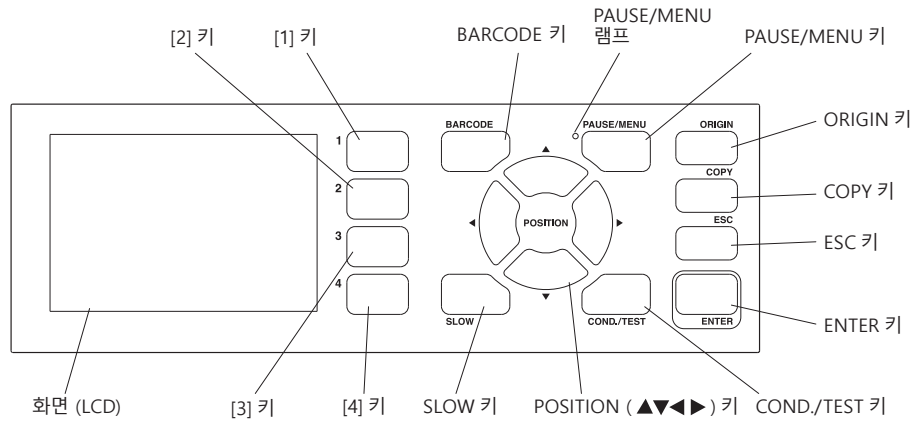 PAUSE/MENU
램프
[2] 키
[1] 키
BARCODE 키
PAUSE/MENU 키
BARCODE
PAUSE/MENU
ORIGIN
ORIGIN 키
1
▲
COPY
2
COPY 키
◀
POSITION
▶
ESC
3
ESC 키
4
▼
SLOW
COND./TEST
ENTER
ENTER 키
화면 (LCD)
[3] 키
[4] 키
SLOW 키
POSITION ( ▲▼◀ ▶ ) 키
COND./TEST 키